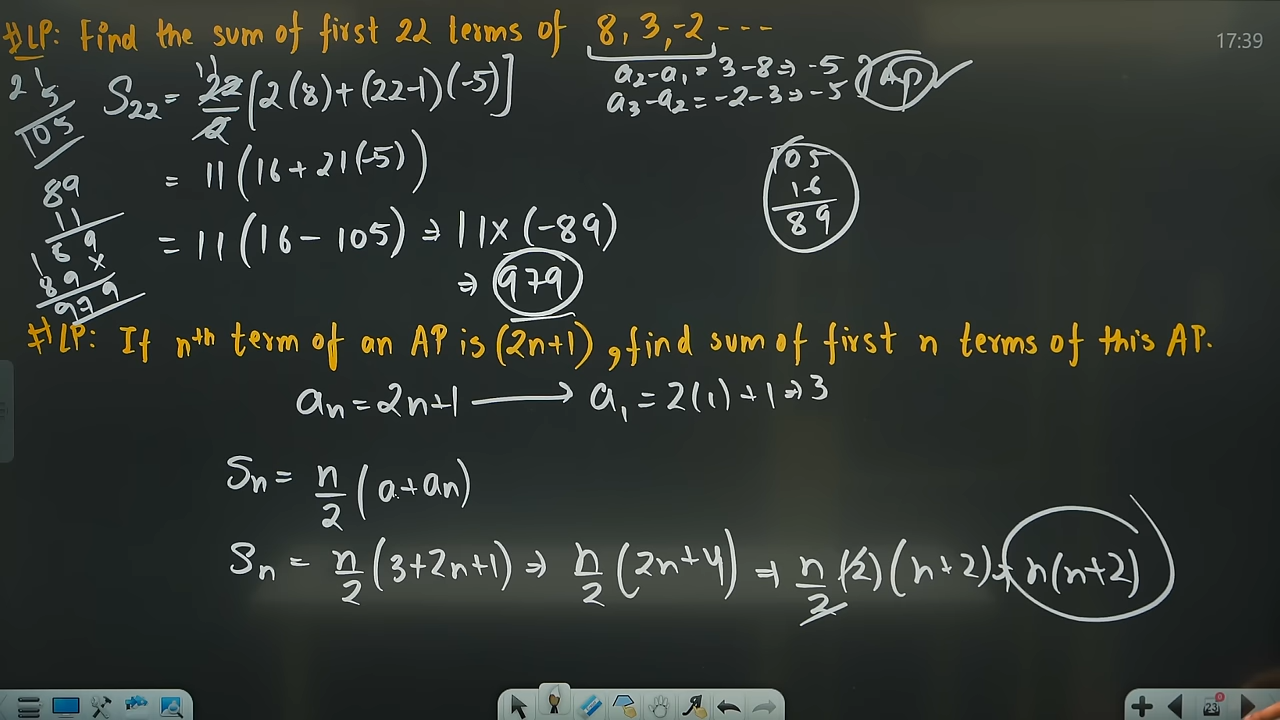 #LP: Find the sum of first 22 terms of 8, 3, -2 ---
17:39
a₂-a₁ = 3-8 ⇒ -5
a₃-a₂ = -2-3 ⇒ -5 } AP ✓
21
5
105
S₂₂ = 22/2 [2(8)+(22-1)(-5)]
11
= 11(16+21(-5))
105
16
89
= 11(16-105) ⇒ 11×(-89)
⇒ 979
89
11
89
89×
979
#LP: If nᵗʰ term of an AP is (2n+1), find sum of first n terms of this AP.
aₙ = 2n+1 ⟶ a₁ = 2(1)+1 ⇒ 3
Sₙ = n/2 (a+aₙ)
Sₙ = n/2 (3+2n+1) ⇒ n/2 (2n+4) ⇒ n/2 (2)(n+2) ⇒ n(n+2)
23